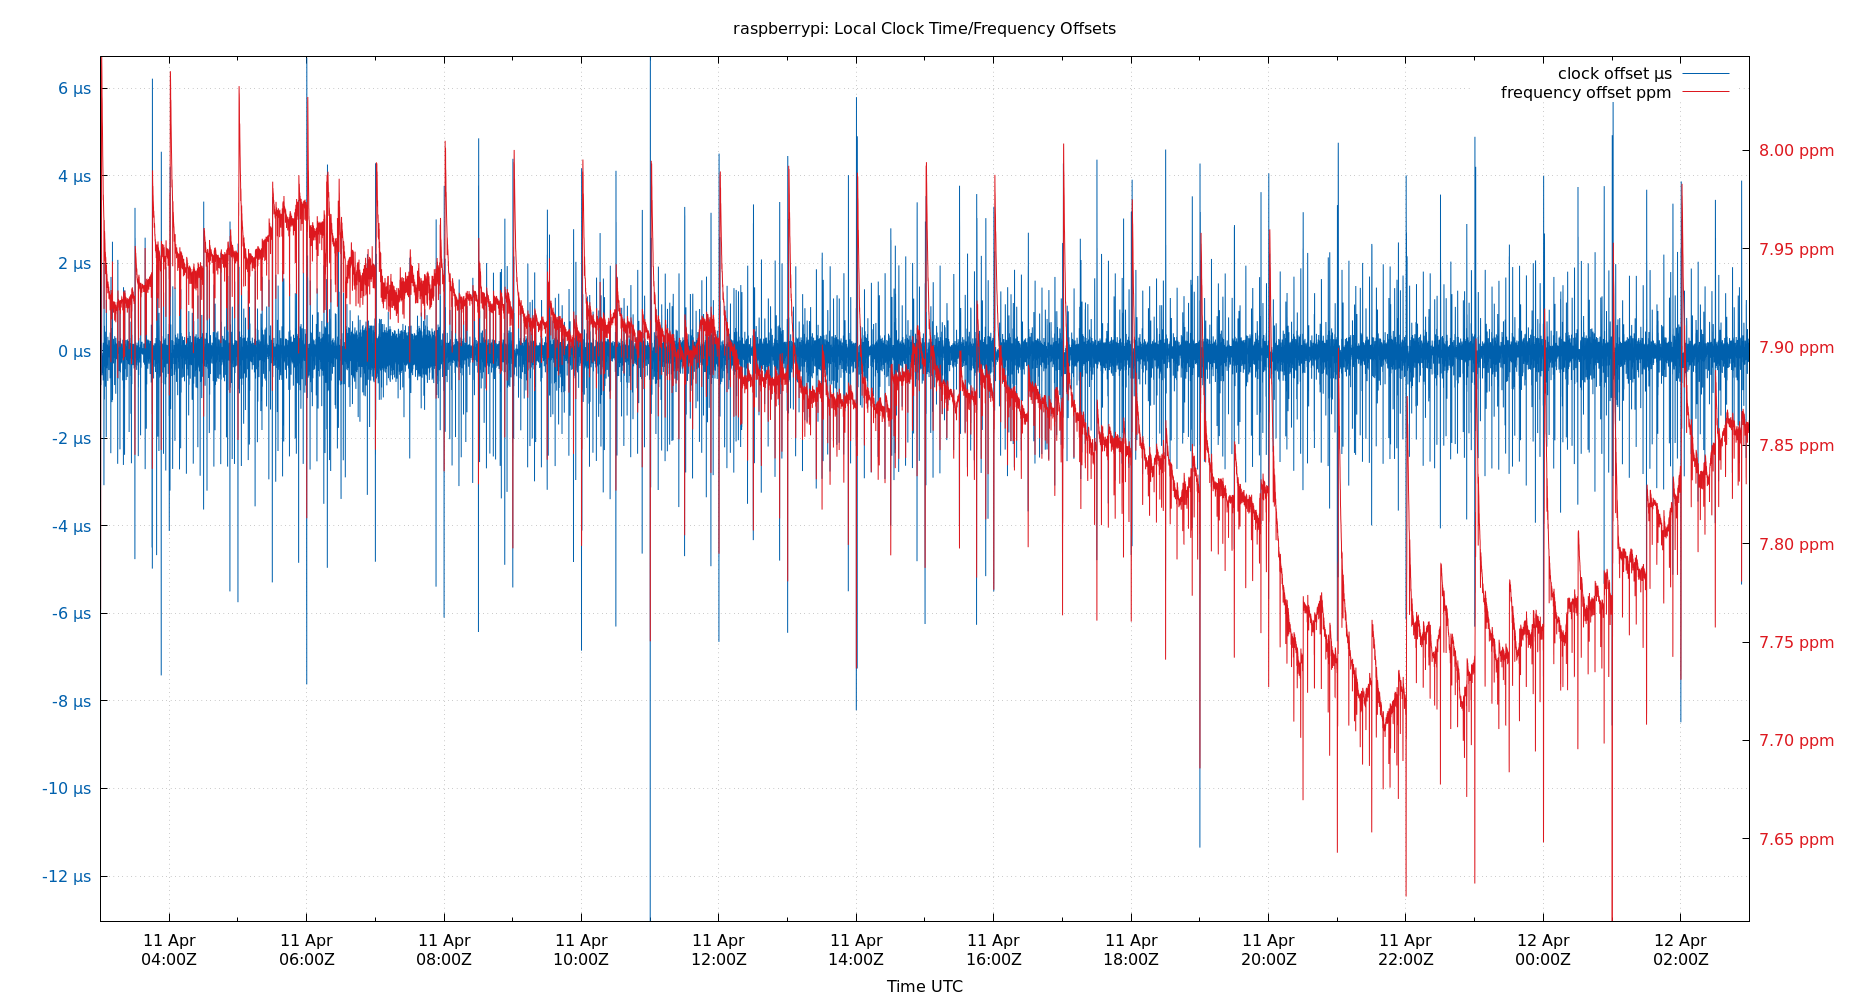 raspberrypi: Local Clock Time/Frequency Offsets
clock offset µs
frequency offset ppm
6 µs
4 µs
2 µs
0 µs
-2 µs
-4 µs
-6 µs
-8 µs
-10 µs
-12 µs
8.00 ppm
7.95 ppm
7.90 ppm
7.85 ppm
7.80 ppm
7.75 ppm
7.70 ppm
7.65 ppm
11 Apr 11 Apr 11 Apr 11 Apr 11 Apr 11 Apr 11 Apr 11 Apr 11 Apr 11 Apr 12 Apr 12 Apr
04:00Z 06:00Z 08:00Z 10:00Z 12:00Z 14:00Z 16:00Z 18:00Z 20:00Z 22:00Z 00:00Z 02:00Z
Time UTC